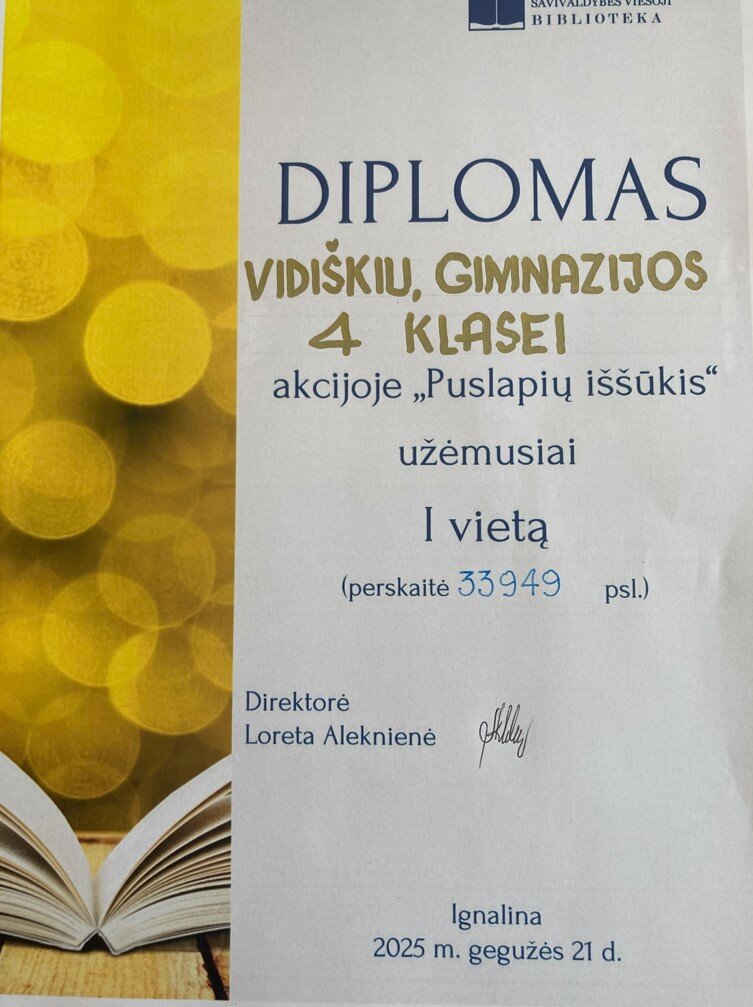 SAVIVALDYBĖS VIEŠOJI
BIBLIOTEKA
DIPLOMAS
VIDIŠKIŲ GIMNAZIJOS
4 KLASEI
akcijoje „Puslapių iššūkis“
užėmusiai
I vietą
(perskaitė 33949 psl.)
Direktorė
Loreta Aleknienė
Ignalina
2025 m. gegužės 21 d.